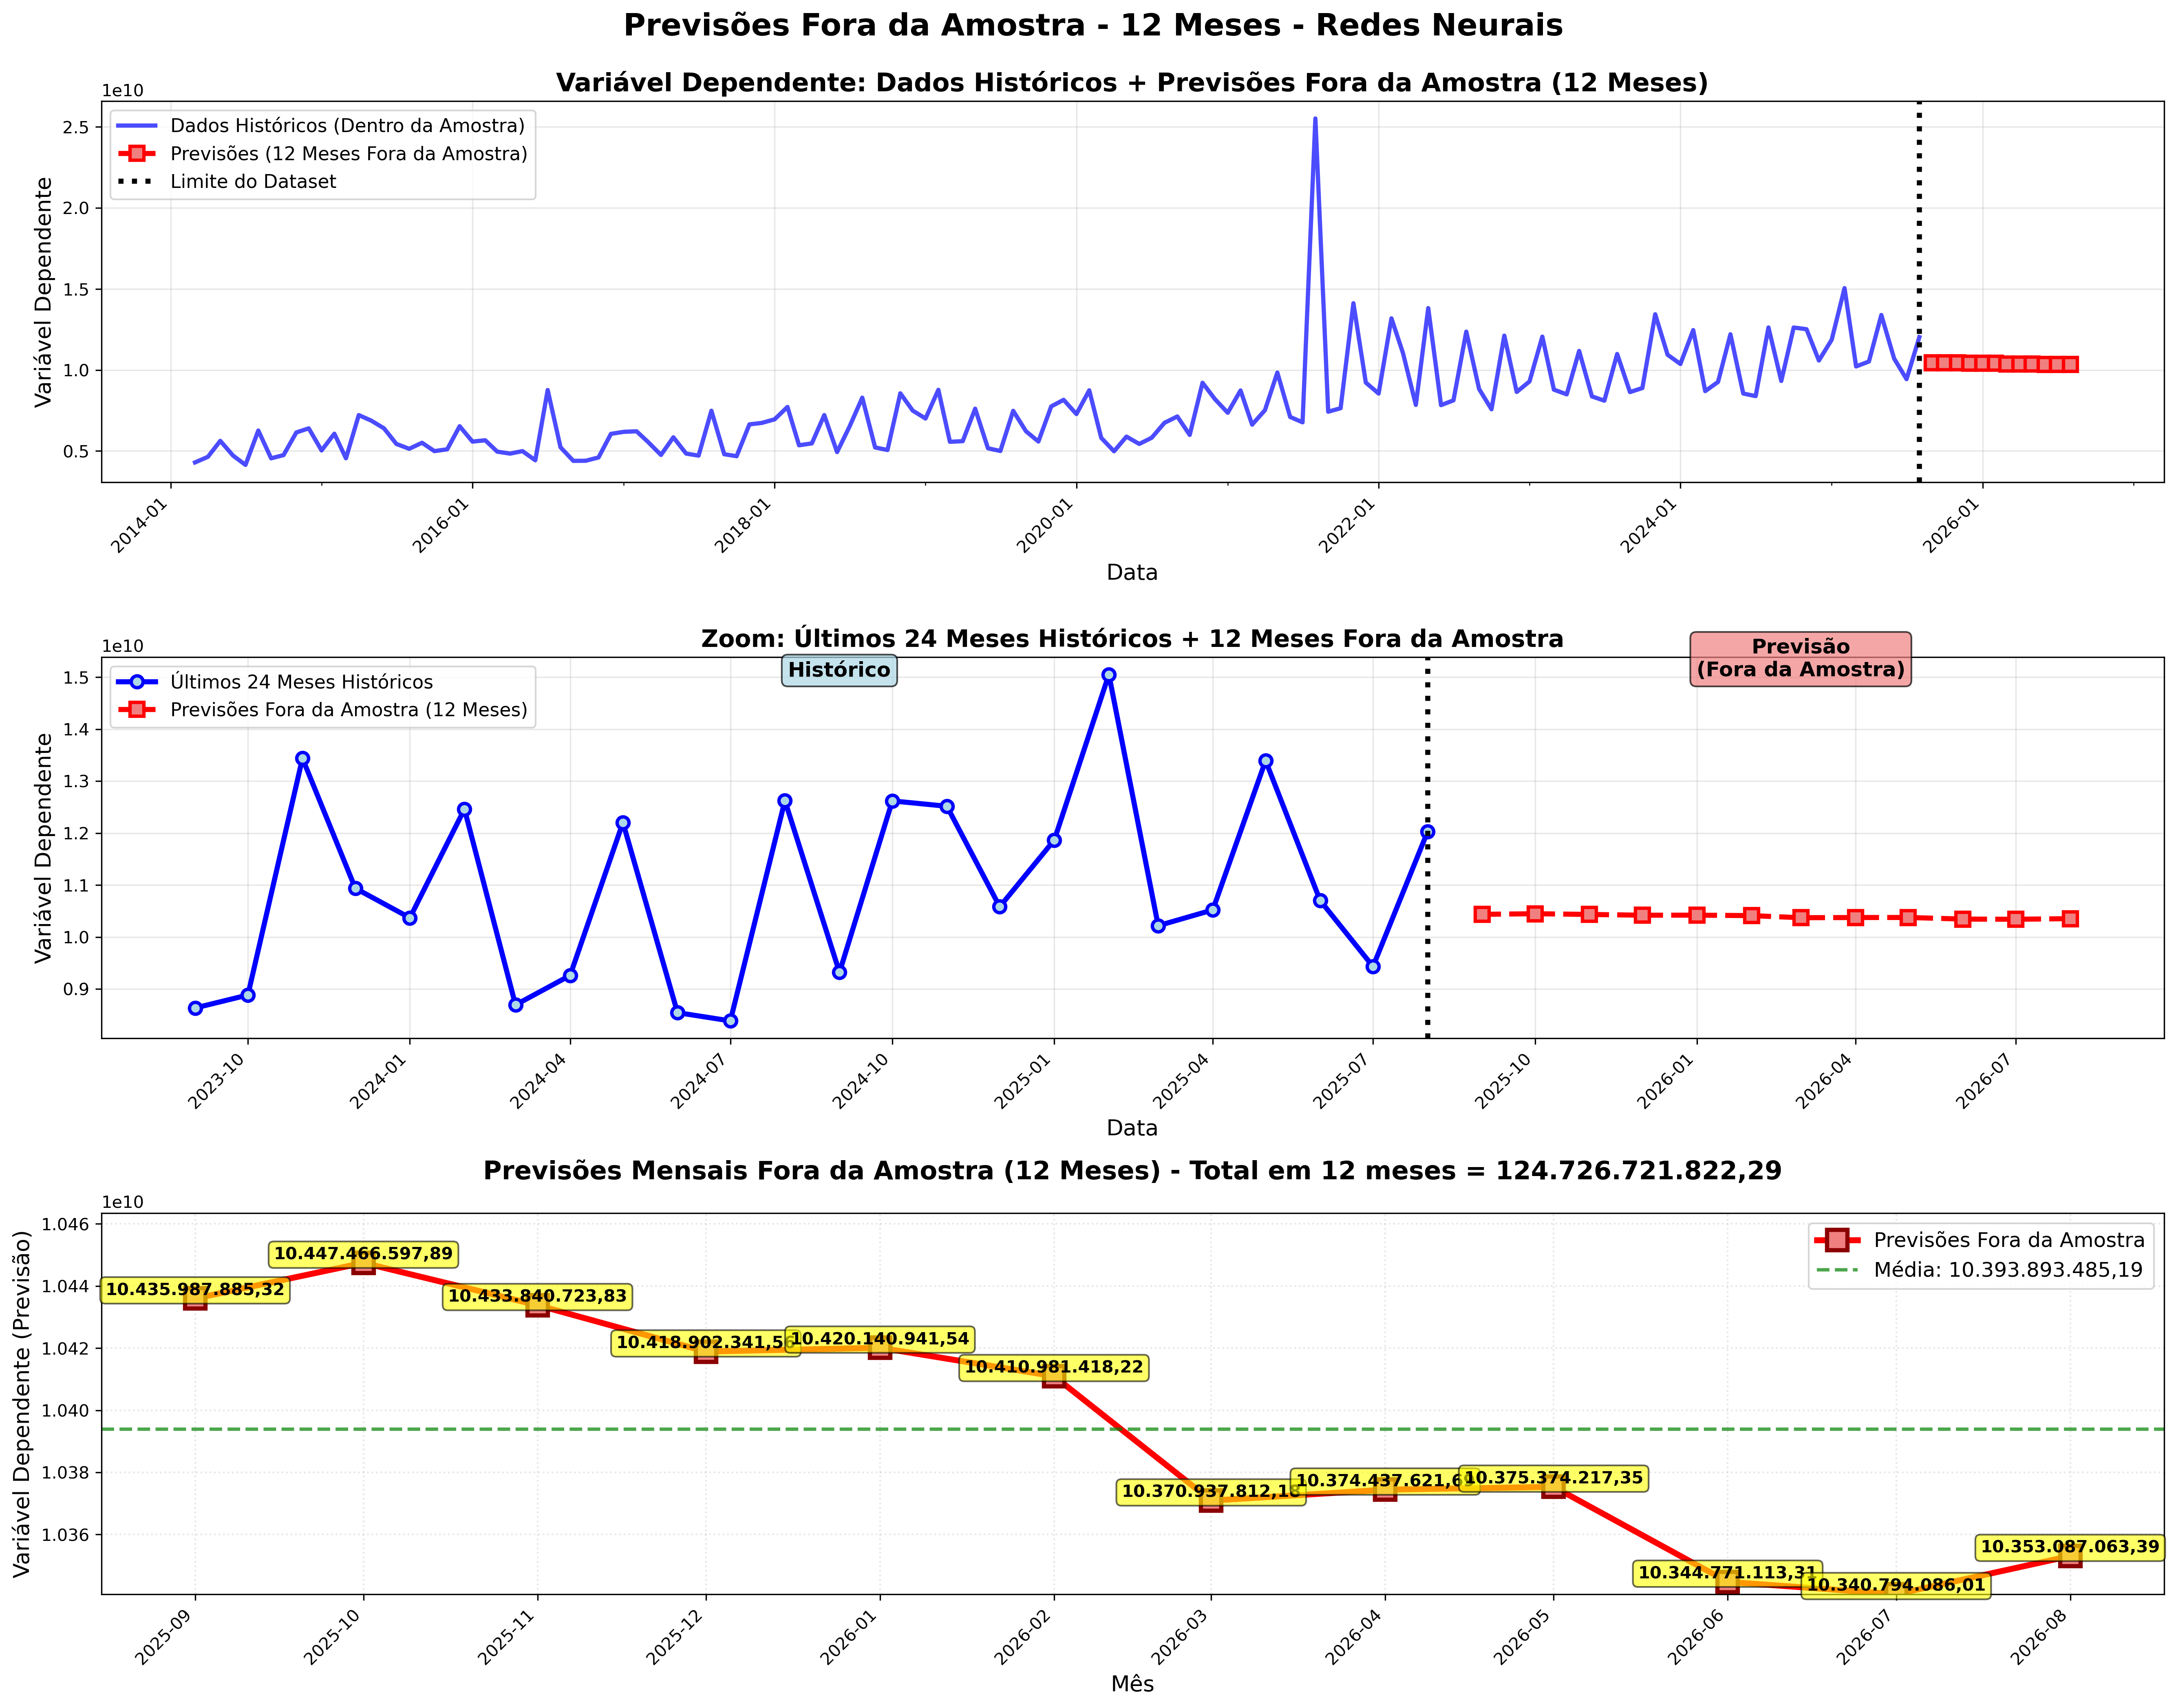 Previsões Fora da Amostra - 12 Meses - Redes Neurais
Variável Dependente: Dados Históricos + Previsões Fora da Amostra (12 Meses)
1e10
Dados Históricos (Dentro da Amostra)
Previsões (12 Meses Fora da Amostra)
Limite do Dataset
Variável Dependente
2.5
2.0
1.5
1.0
0.5
2014-01
2016-01
2018-01
2020-01
2022-01
2024-01
2026-01
Data
Zoom: Últimos 24 Meses Históricos + 12 Meses Fora da Amostra
1e10
Últimos 24 Meses Históricos
Previsões Fora da Amostra (12 Meses)
Histórico
Previsão
(Fora da Amostra)
Variável Dependente
1.5
1.4
1.3
1.2
1.1
1.0
0.9
2023-10
2024-01
2024-04
2024-07
2024-10
2025-01
2025-04
2025-07
2025-10
2026-01
2026-04
2026-07
Data
Previsões Mensais Fora da Amostra (12 Meses) - Total em 12 meses = 124.726.721.822,29
1e10
Previsões Fora da Amostra
Média: 10.393.893.485,19
Variável Dependente (Previsão)
1.046
1.044
1.042
1.040
1.038
1.036
10.435.987.885,32
10.447.466.597,89
10.433.840.723,83
10.420.140.941,54
10.410.981.418,22
10.370.937.812,18
10.375.374.217,35
10.344.771.113,31
10.340.794.086,01
10.353.087.063,39
2025-09
2025-10
2025-11
2025-12
2026-01
2026-02
2026-03
2026-04
2026-05
2026-06
2026-07
2026-08
Mês